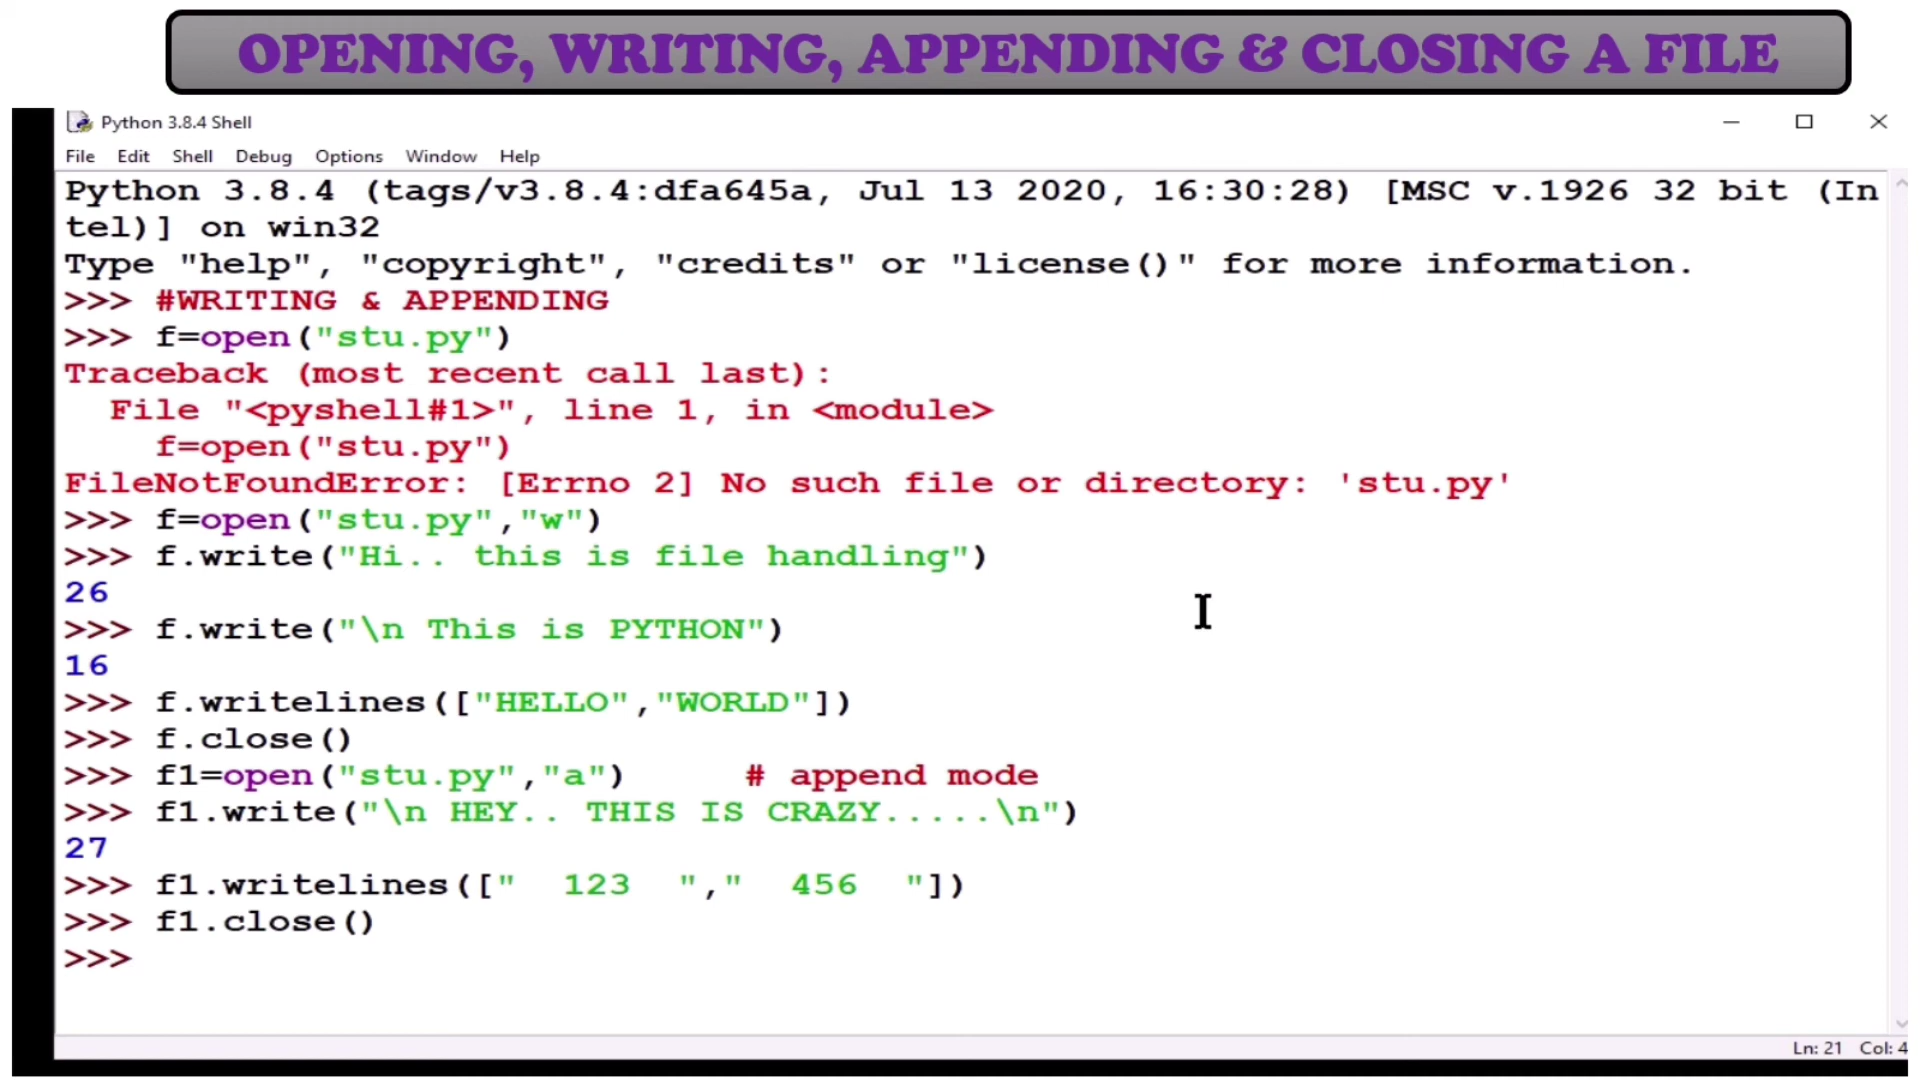 OPENING, WRITING, APPENDING & CLOSING A FILE
Python 3.8.4 Shell
File Edit Shell Debug Options Window Help
Python 3.8.4 (tags/v3.8.4:dfa645a, Jul 13 2020, 16:30:28) [MSC v.1926 32 bit (In
tel)] on win32
Type "help", "copyright", "credits" or "license()" for more information.
>>> #WRITING & APPENDING
>>> f=open("stu.py")
Traceback (most recent call last):
  File "<pyshell#1>", line 1, in <module>
    f=open("stu.py")
FileNotFoundError: [Errno 2] No such file or directory: 'stu.py'
>>> f=open("stu.py","w")
>>> f.write("Hi.. this is file handling")
26
>>> f.write("\n This is PYTHON")
16
>>> f.writelines(["HELLO","WORLD"])
>>> f.close()
>>> f1=open("stu.py","a")     # append mode
>>> f1.write("\n HEY.. THIS IS CRAZY.....\n")
27
>>> f1.writelines(["  123  ","  456  "])
>>> f1.close()
>>>
Ln: 21 Col: 4